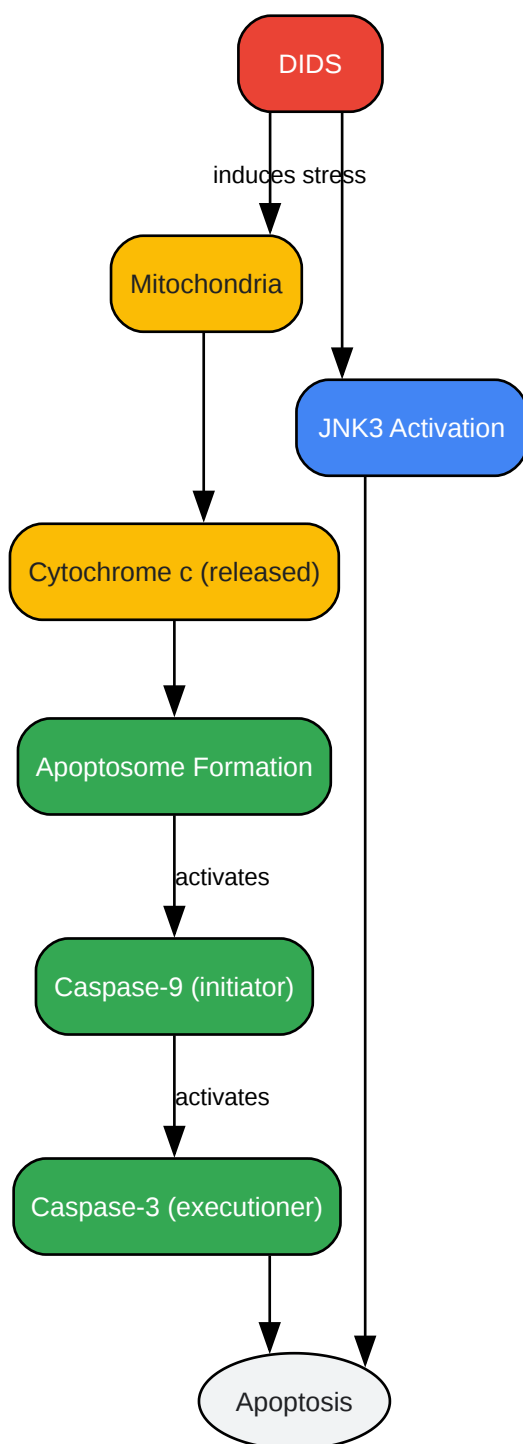 DIDS
induces stress
Mitochondria
JNK3 Activation
Cytochrome c (released)
Apoptosome Formation
activates
Caspase-9 (initiator)
activates
Caspase-3 (executioner)
Apoptosis